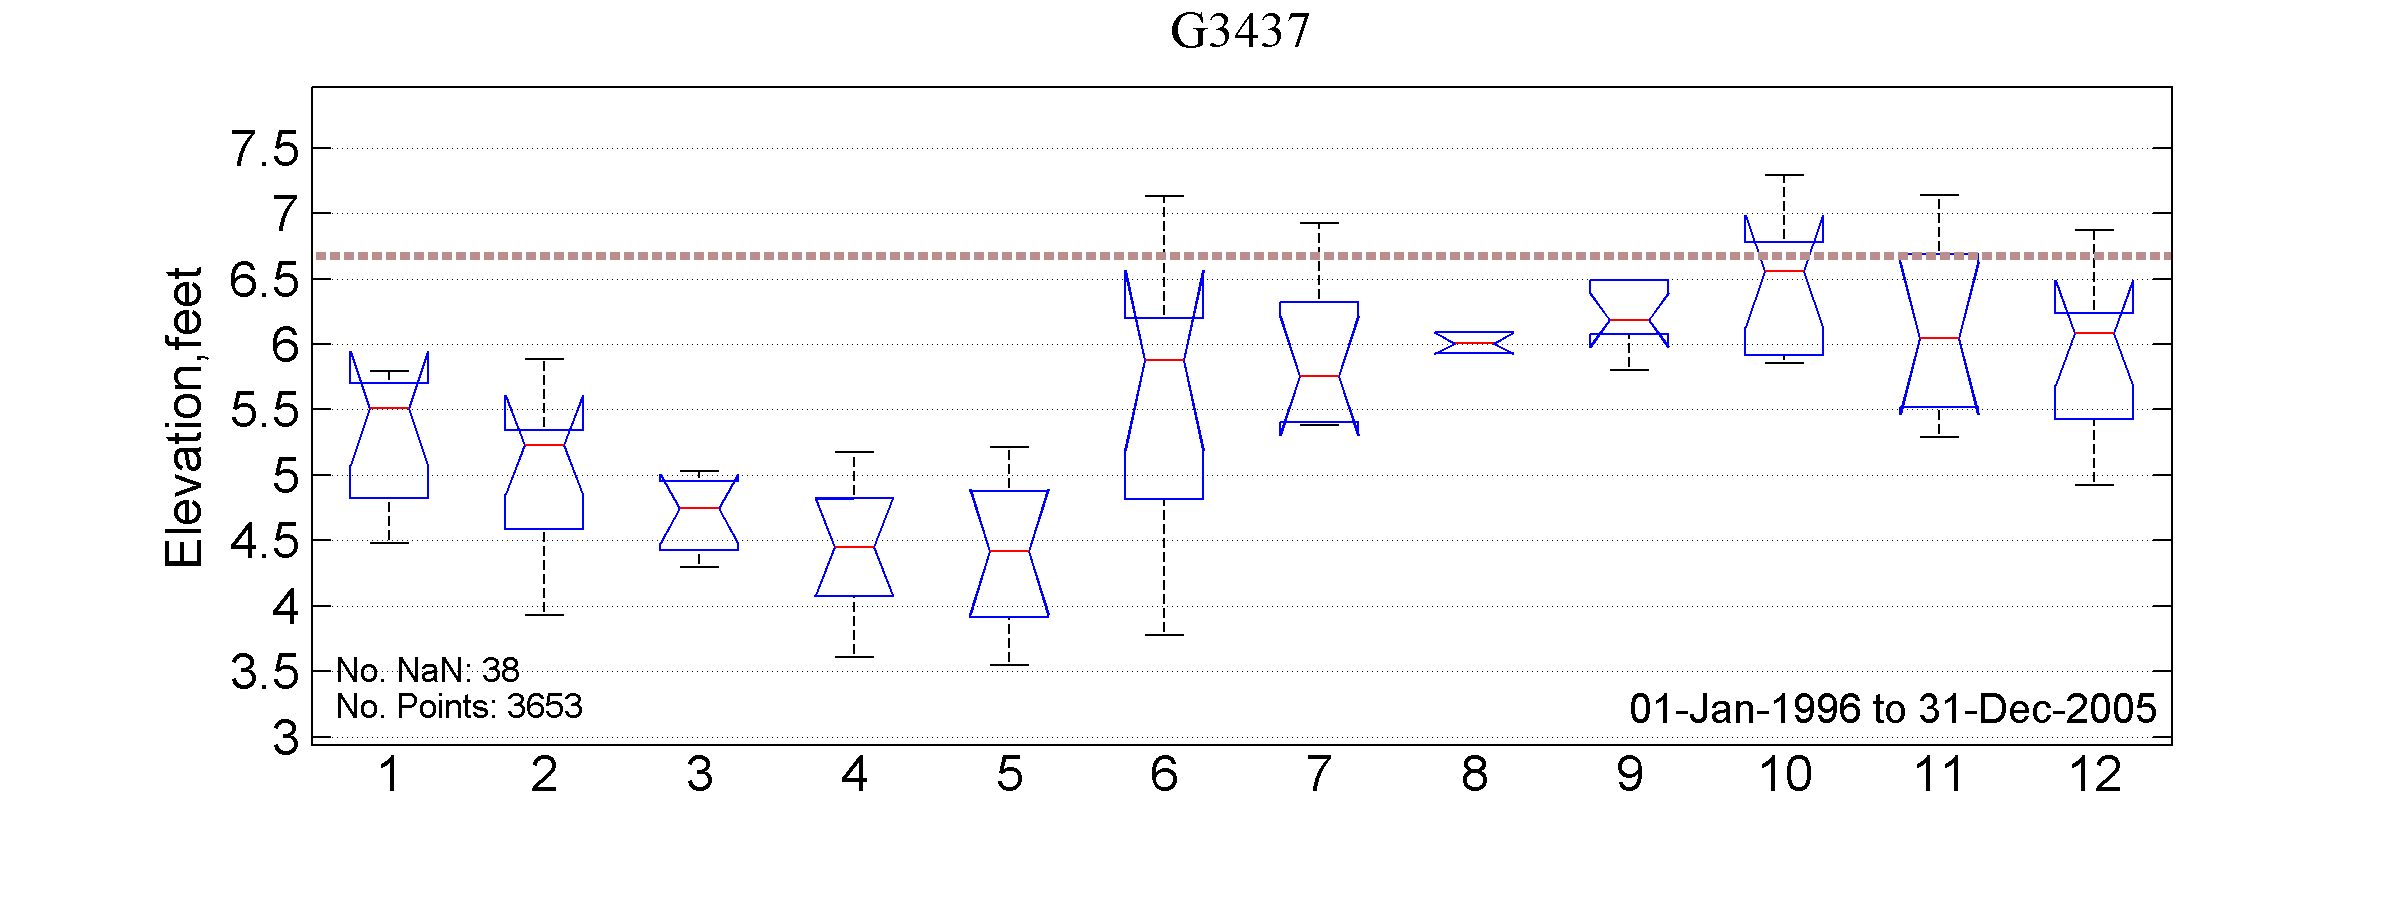 G3437
Elevation,feet
7.5
7
6.5
6
5.5
5
4.5
4
3.5
3
No. NaN: 38
No. Points: 3653
01-Jan-1996 to 31-Dec-2005
1 2 3 4 5 6 7 8 9 10 11 12